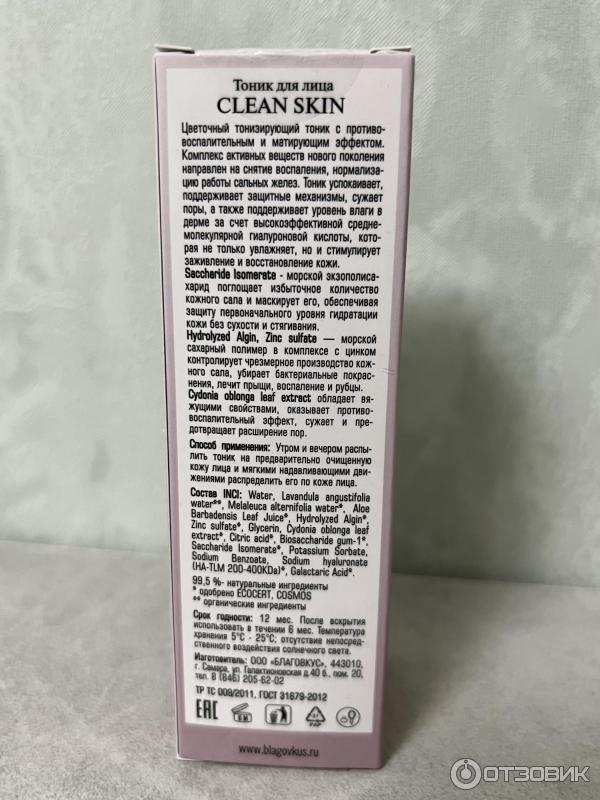 Тоник для лица
CLEAN SKIN
Цветочный тонизирующий тоник с противо-
воспалительным и матирующим эффектом.
Комплекс активных веществ нового поколения
направлен на снятие воспаления, нормализа-
цию работы сальных желез. Тоник успокаивает,
поддерживает защитные механизмы, сужает
поры, а также поддерживает уровень влаги в
дерме за счет высокоэффективной средне-
молекулярной гиалуроновой кислоты, кото-
рая не только увлажняет, но и стимулирует
заживление и восстановление кожи.
Saccharide Isomerate - морской экзополиса-
харид поглощает избыточное количество
кожного сала и маскирует его, обеспечивая
защиту первоначального уровня гидратации
кожи без сухости и стягивания.
Hydrolyzed Algin, Zinc sulfate — морской
сахарный полимер в комплексе с цинком
контролирует чрезмерное производство кож-
ного сала, убирает бактериальные покрас-
нения, лечит прыщи, воспаление и рубцы.
Cydonia oblonga leaf extract обладает вя-
жущими свойствами, оказывает противо-
воспалительный эффект, сужает и пре-
дотвращает расширение пор.
Способ применения: Утром и вечером распы-
лить тоник на предварительно очищенную
кожу лица и мягкими надавливающими дви-
жениями распределить его по коже лица.
Состав INCI: Water, Lavandula angustifolia
water**, Melaleuca alternifolia water**, Aloe
Barbadensis Leaf Juice*, Hydrolyzed Algin*,
Zinc sulfate*, Glycerin, Cydonia oblonga leaf
extract*, Citric acid*, Biosaccharide gum-1*,
Saccharide Isomerate*, Potassium Sorbate,
Sodium Benzoate, Sodium hyaluronate
(HA-TLM 200-400KDa)*, Galactaric Acid*.
99,5 %- натуральные ингредиенты
* одобрено ECOCERT, COSMOS
** органические ингредиенты
Срок годности: 12 мес. После вскрытия
использовать в течении 6 мес. Температура
хранения 5°С - 25°С, отсутствие непосред-
ственного воздействия солнечного света.
Изготовитель: ООО «БЛАГОВКУС», 443010,
г. Самара, ул. Галактионовская д.40 б., пом. 20,
тел. 8 (846) 205-62-02
ТР ТС 009/2011, ГОСТ 31679-2012
EAC 6M PAP
www.blagovkus.ru
ОТЗОВИК